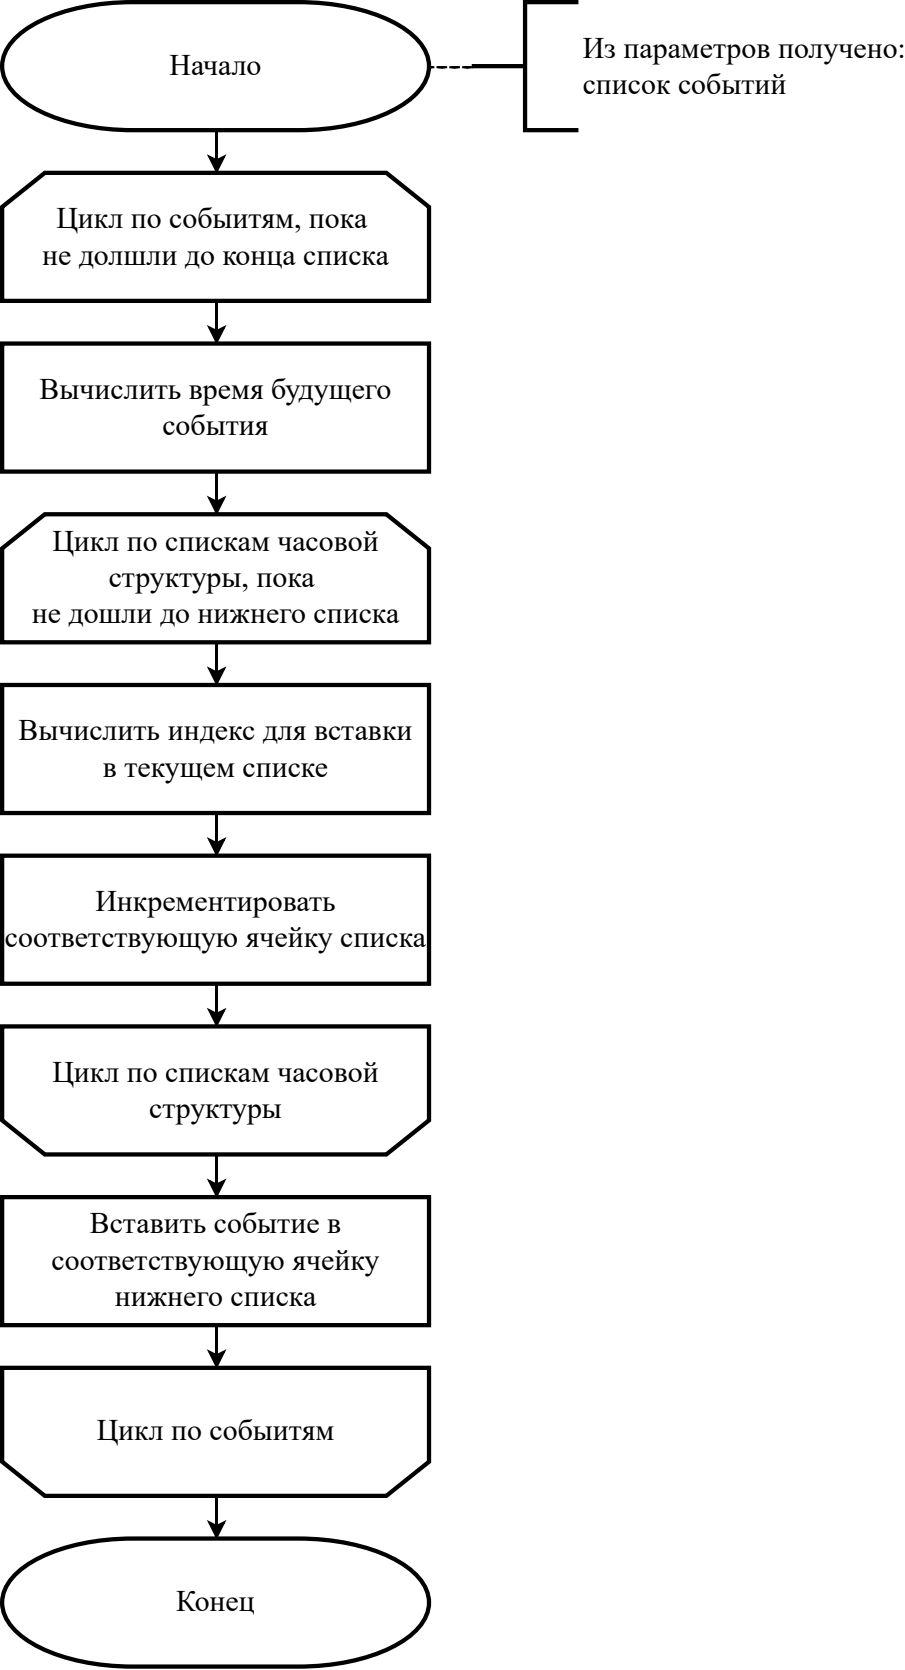 Начало
Из параметров получено:
список событий
Цикл по собыитям, пока
не долшли до конца списка
Вычислить время будущего
события
Цикл по спискам часовой
структуры, пока
не дошли до нижнего списка
Вычислить индекс для вставки
в текущем списке
Инкрементировать
соответствующую ячейку списка
Цикл по спискам часовой
структуры
Вставить событие в
соответствующую ячейку
нижнего списка
Цикл по собыитям
Конец